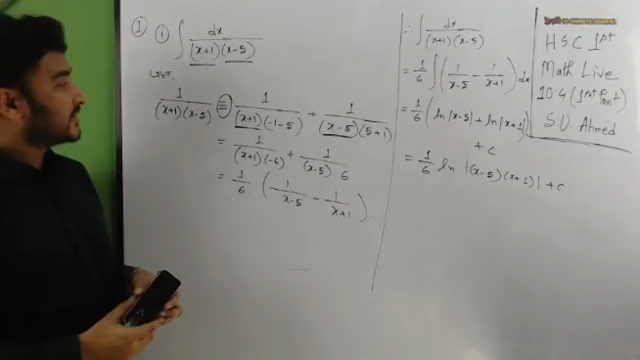 ① ① ∫ dx / (x+1)(x-5)
1 / (x+1)(x-5) ≡ 1 / (x+1)(-1-5) + 1 / (x-5)(5+1)
= 1 / (x+1)(-6) + 1 / (x-5) 6
= 1/6 ( 1/(x-5) - 1/(x+1) )
∴ ∫ dx / (x+1)(x-5)
= 1/6 ∫ ( 1/(x-5) - 1/(x+1) ) dx
= 1/6 ( ln|x-5| + ln|x+1| ) + c
= 1/6 ln |(x-5)(x+1)| + c
HSC 1st
Math Live
10 4 (1st Part)
SU. Ahmed